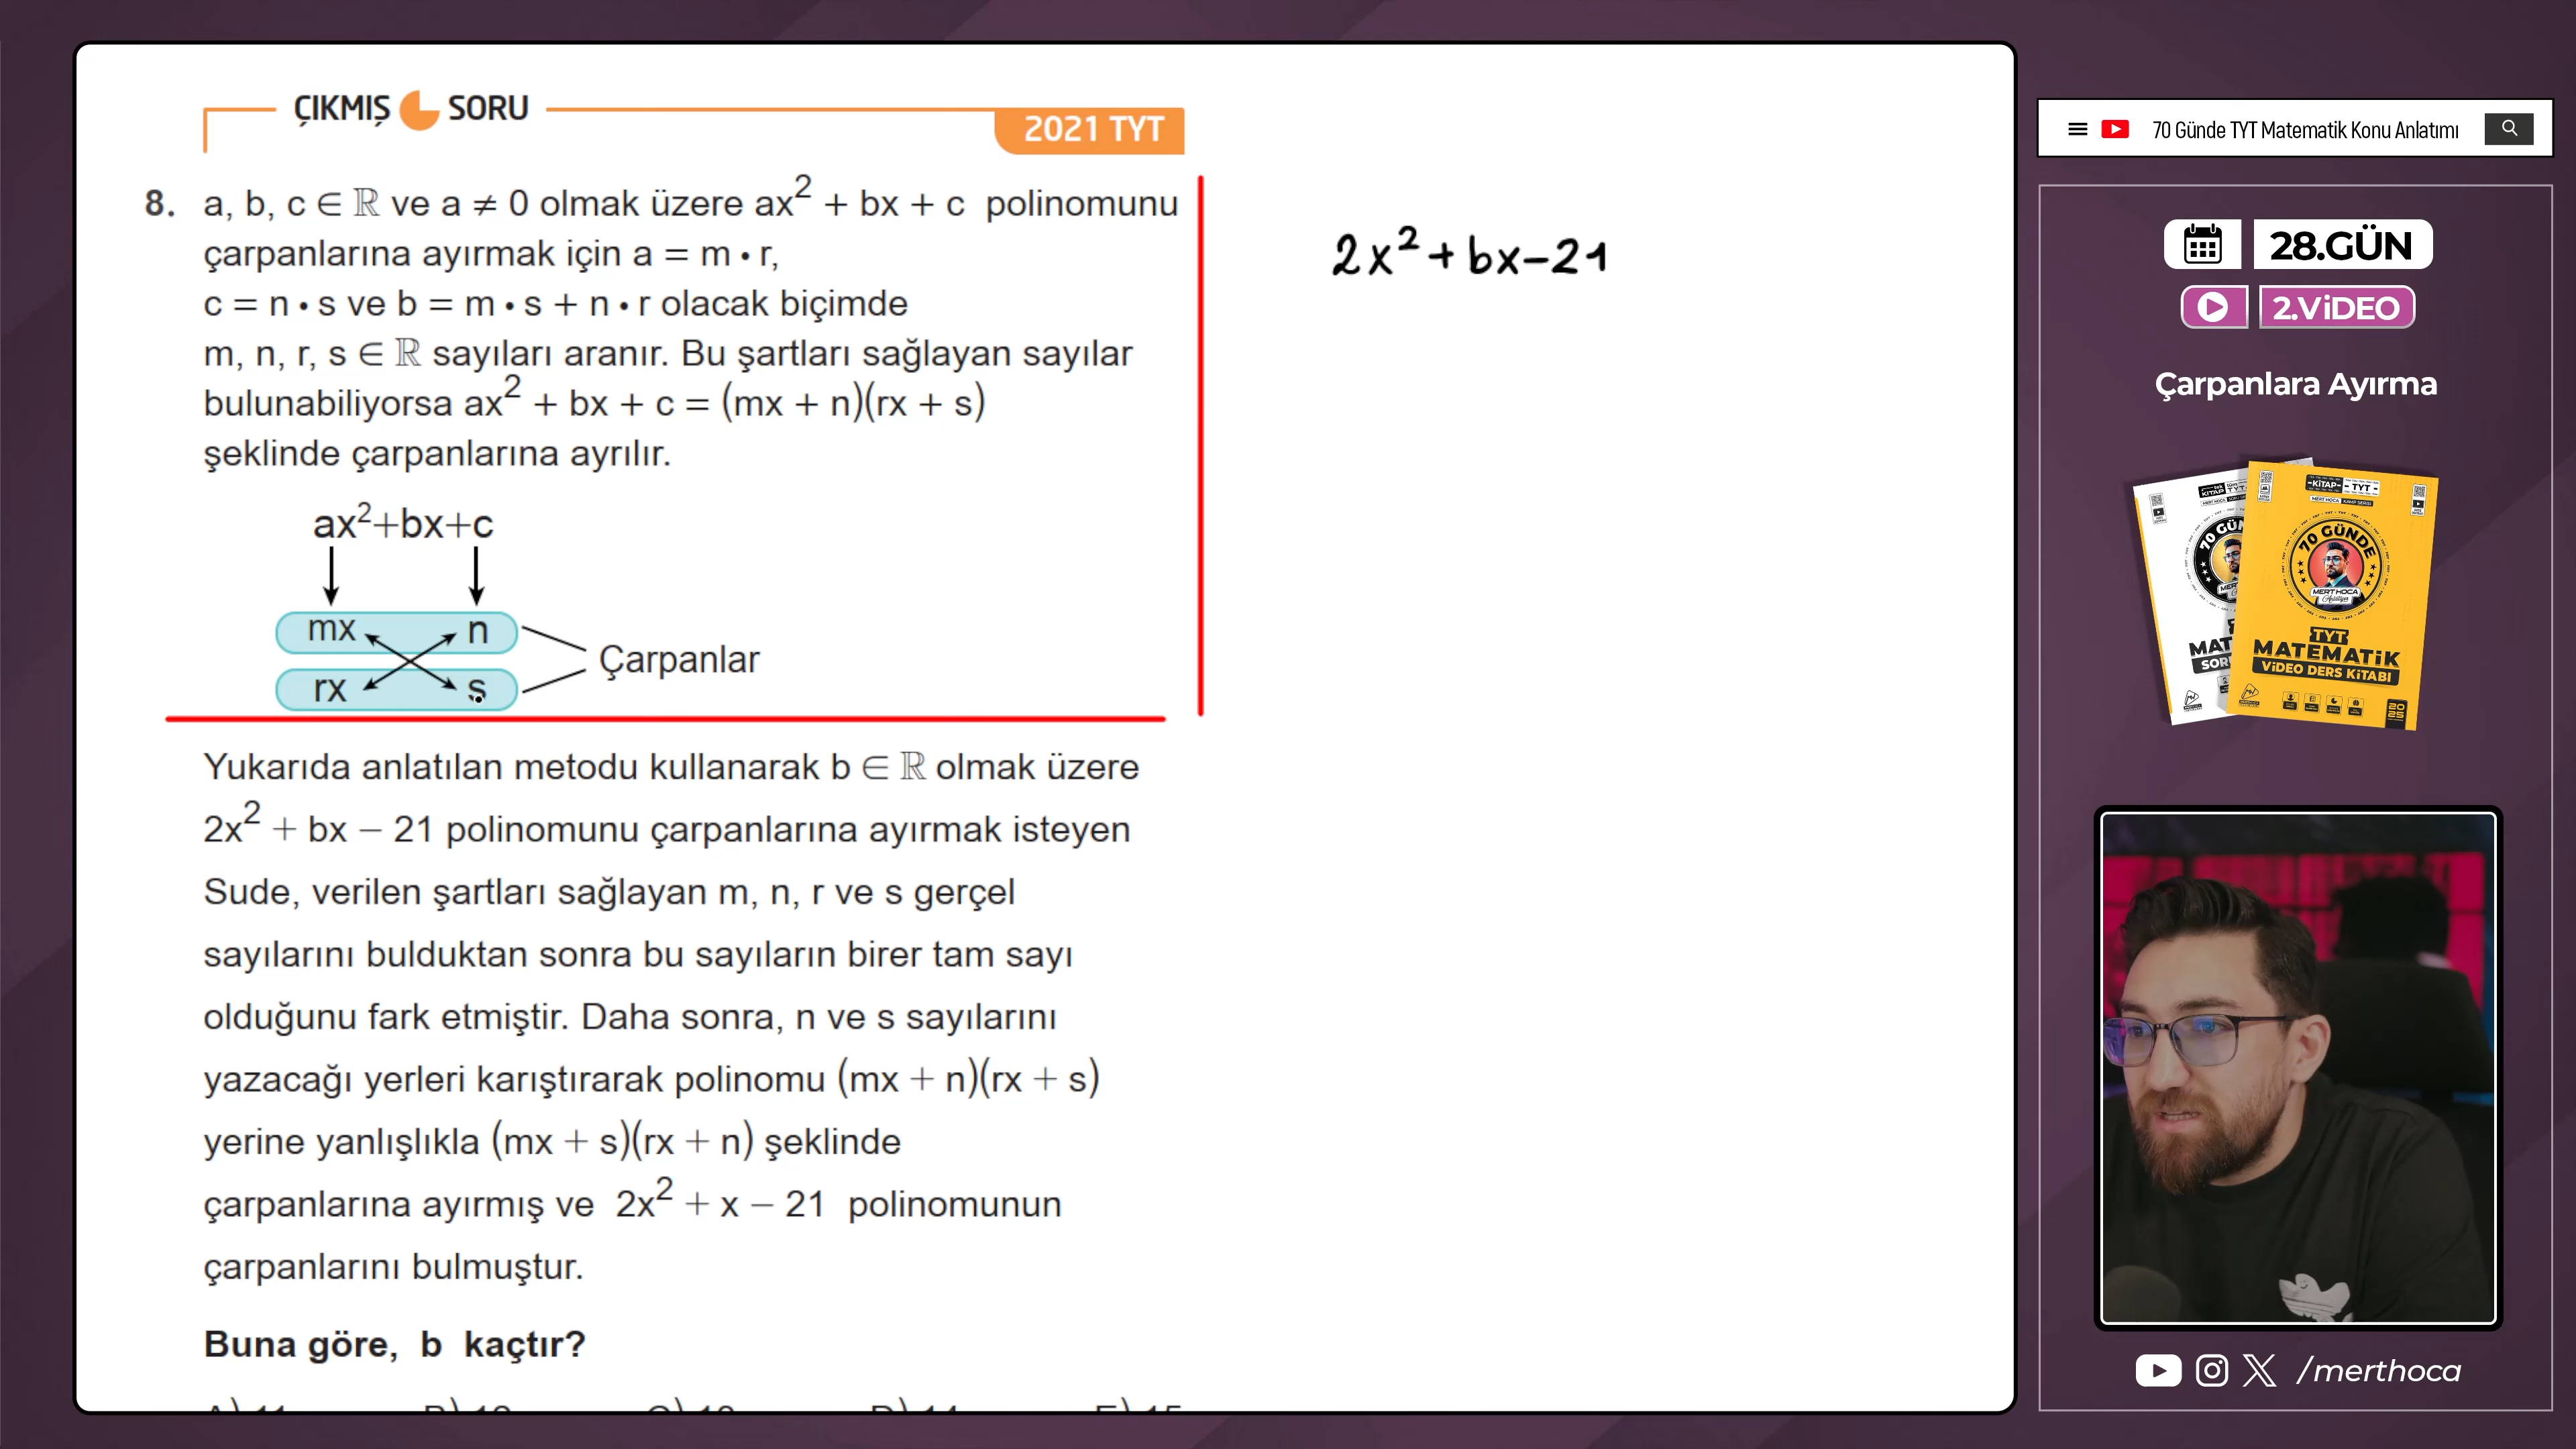 ÇIKMIŞ SORU
2021 TYT
8. a, b, c ∈ ℝ ve a ≠ 0 olmak üzere ax² + bx + c polinomunu
çarpanlarına ayırmak için a = m • r,
c = n • s ve b = m • s + n • r olacak biçimde
m, n, r, s ∈ ℝ sayıları aranır. Bu şartları sağlayan sayılar
bulunabiliyorsa ax² + bx + c = (mx + n)(rx + s)
şeklinde çarpanlarına ayrılır.
ax²+bx+c
mx n
rx s
Çarpanlar
Yukarıda anlatılan metodu kullanarak b ∈ ℝ olmak üzere
2x² + bx − 21 polinomunu çarpanlarına ayırmak isteyen
Sude, verilen şartları sağlayan m, n, r ve s gerçel
sayılarını bulduktan sonra bu sayıların birer tam sayı
olduğunu fark etmiştir. Daha sonra, n ve s sayılarını
yazacağı yerleri karıştırarak polinomu (mx + n)(rx + s)
yerine yanlışlıkla (mx + s)(rx + n) şeklinde
çarpanlarına ayırmış ve 2x² + x − 21 polinomunun
çarpanlarını bulmuştur.
Buna göre, b kaçtır?
2x² + bx − 21
70 Günde TYT Matematik Konu Anlatımı
28.GÜN
2.ViDEO
Çarpanlara Ayırma
KiTAP TYT
70 GÜNDE
MERT HOCA
TYT
MATEMATiK
ViDEO DERS KiTABI
/merthoca